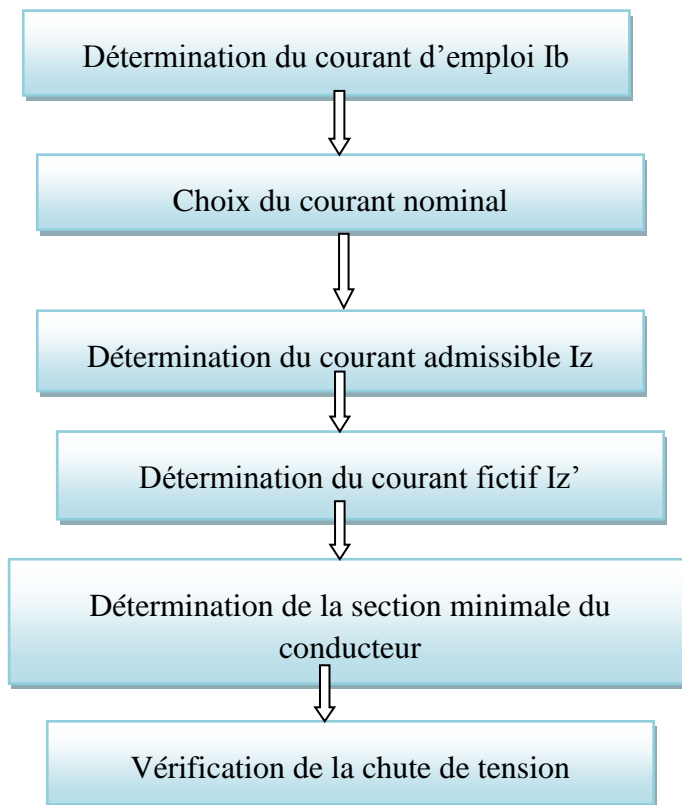 Détermination du courant d’emploi Ib
Choix du courant nominal
Détermination du courant admissible Iz
Détermination du courant fictif Iz’
Détermination de la section minimale du
conducteur
Vérification de la chute de tension